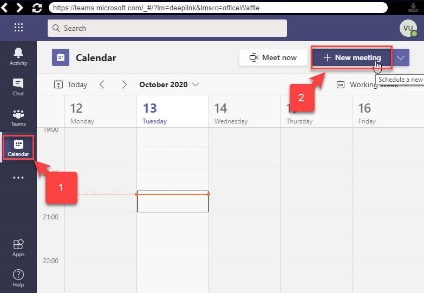 https://teams.microsoft.com/_#/?lm=deeplink&lmsrc=officeWaffle
Search
VU
Activity
Chat
Teams
Calendar
Apps
Help
Calendar
Meet now
+ New meeting
Schedule a new
Today
October 2020
Working
12
Monday
13
Tuesday
14
Wednesday
15
Thursday
16
Friday
19:00
21:00
22:00
1
2